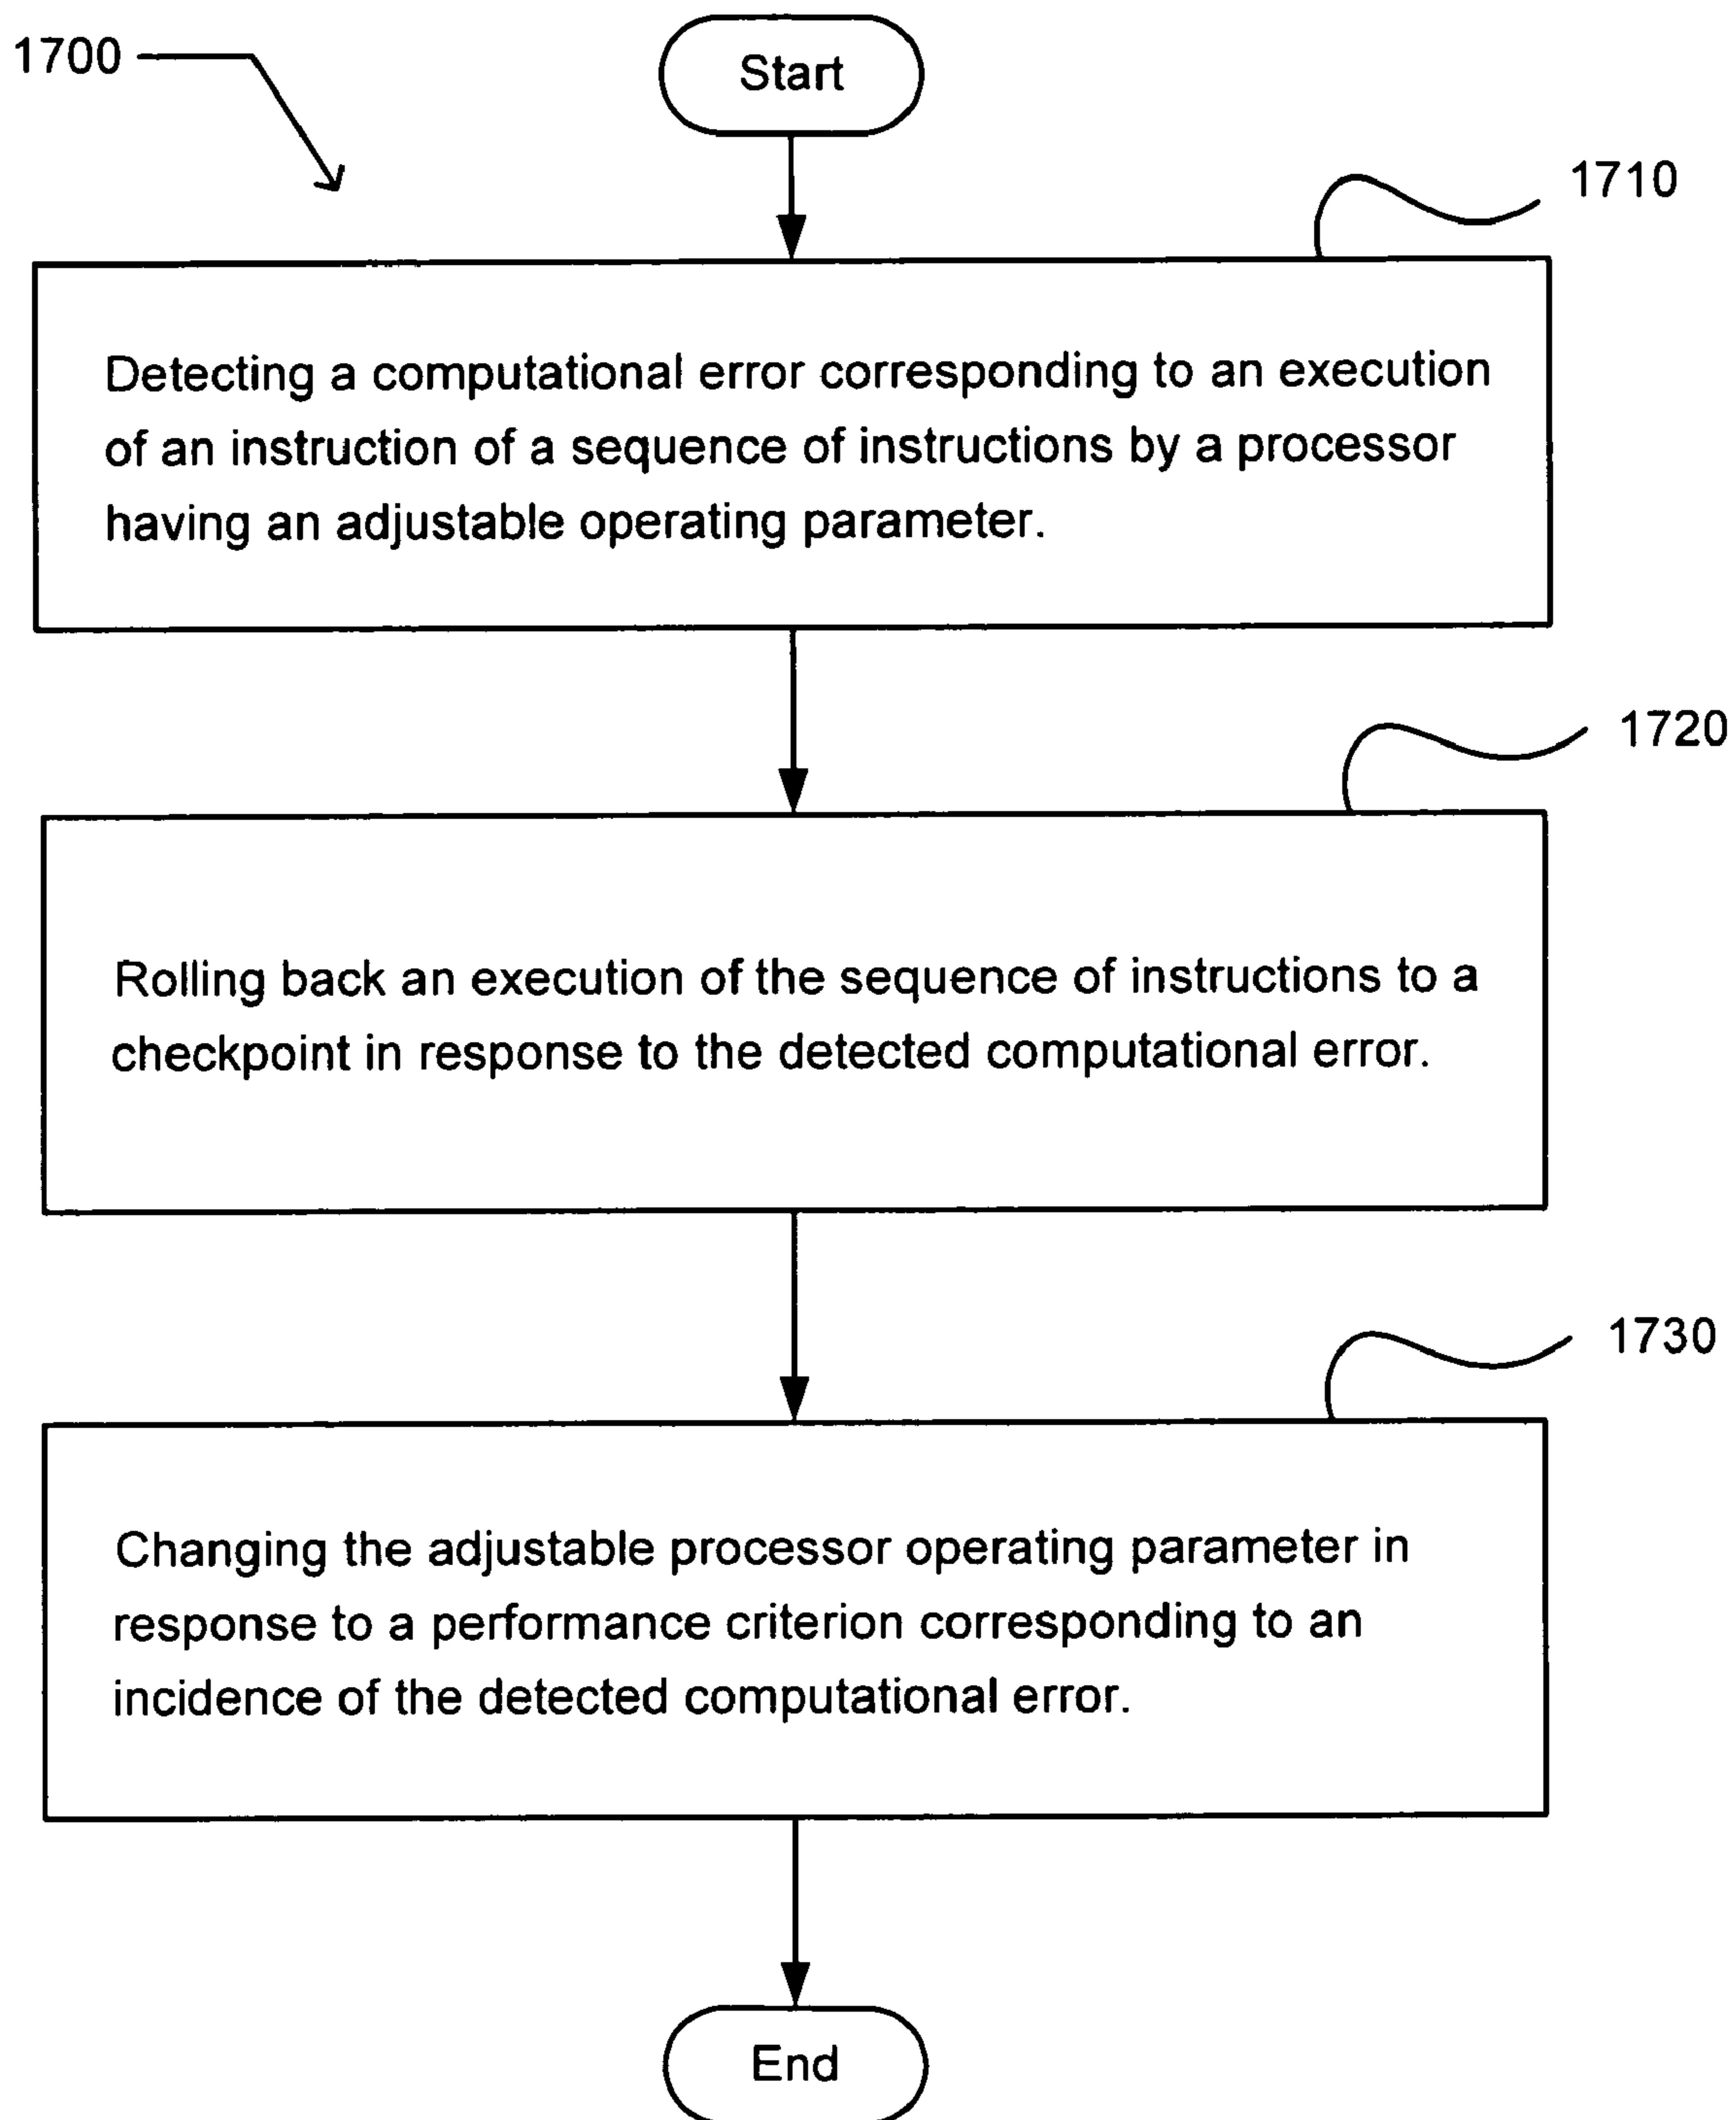 1700
Start
1710
Detecting a computational error corresponding to an execution
of an instruction of a sequence of instructions by a processor
having an adjustable operating parameter.
1720
Rolling back an execution of the sequence of instructions to a
checkpoint in response to the detected computational error.
1730
Changing the adjustable processor operating parameter in
response to a performance criterion corresponding to an
incidence of the detected computational error.
End